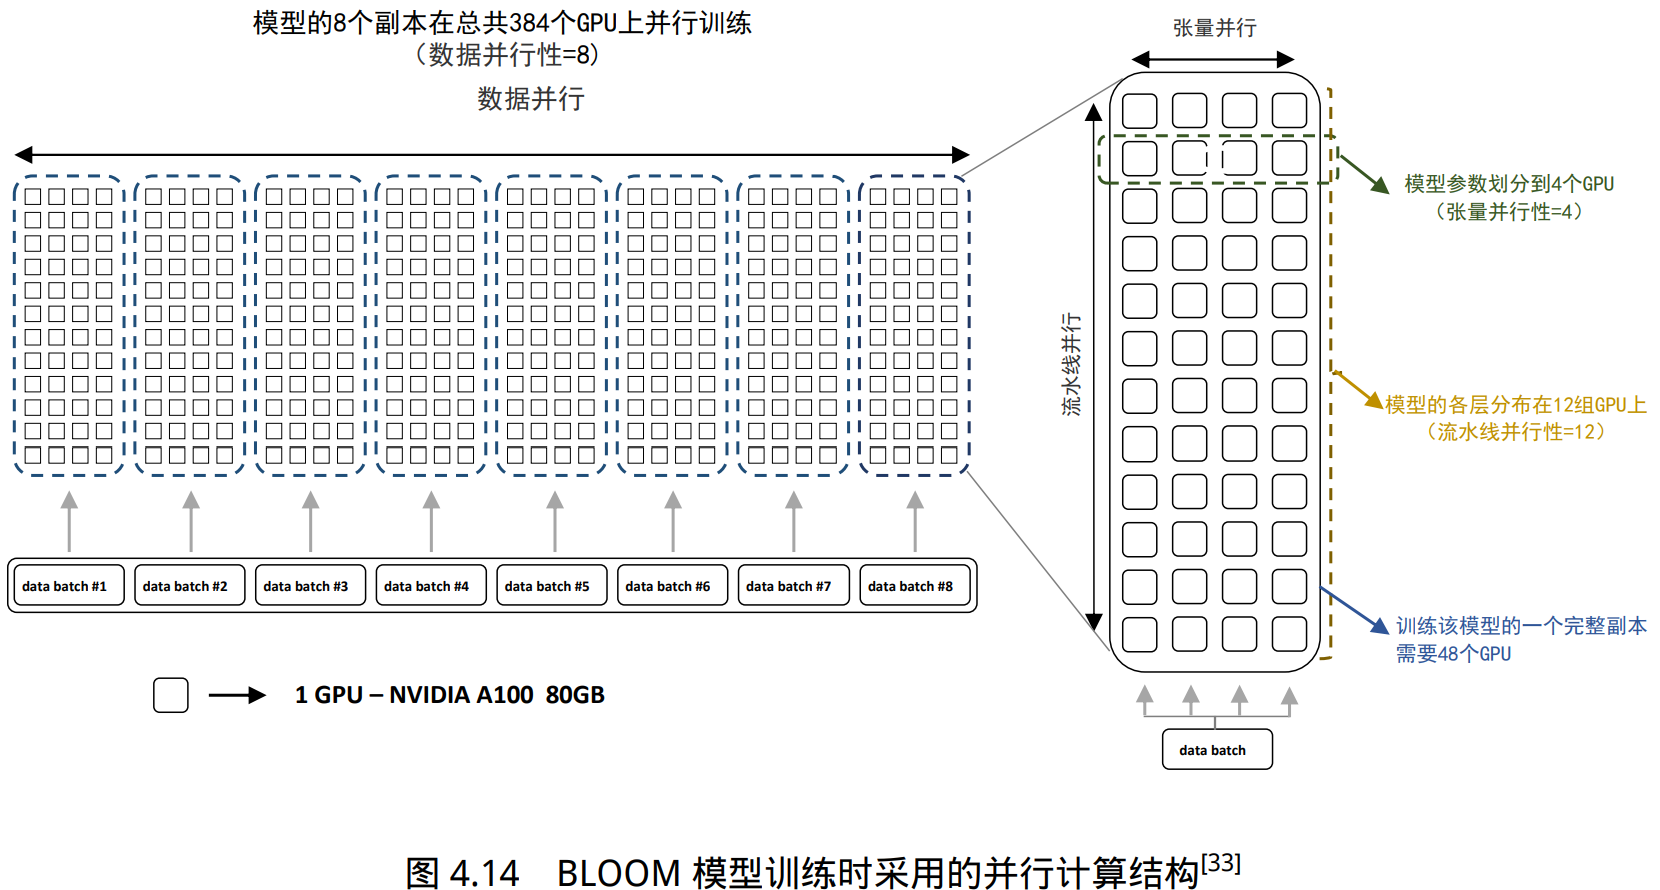 模型的8个副本在总共384个GPU上并行训练
（数据并行性=8）
数据并行
data batch #1
data batch #2
data batch #3
data batch #4
data batch #5
data batch #6
data batch #7
data batch #8
1 GPU – NVIDIA A100 80GB
张量并行
流水线并行
模型参数划分到4个GPU
（张量并行性=4）
模型的各层分布在12组GPU上
（流水线并行性=12）
训练该模型的一个完整副本
需要48个GPU
data batch
图 4.14 BLOOM 模型训练时采用的并行计算结构[33]